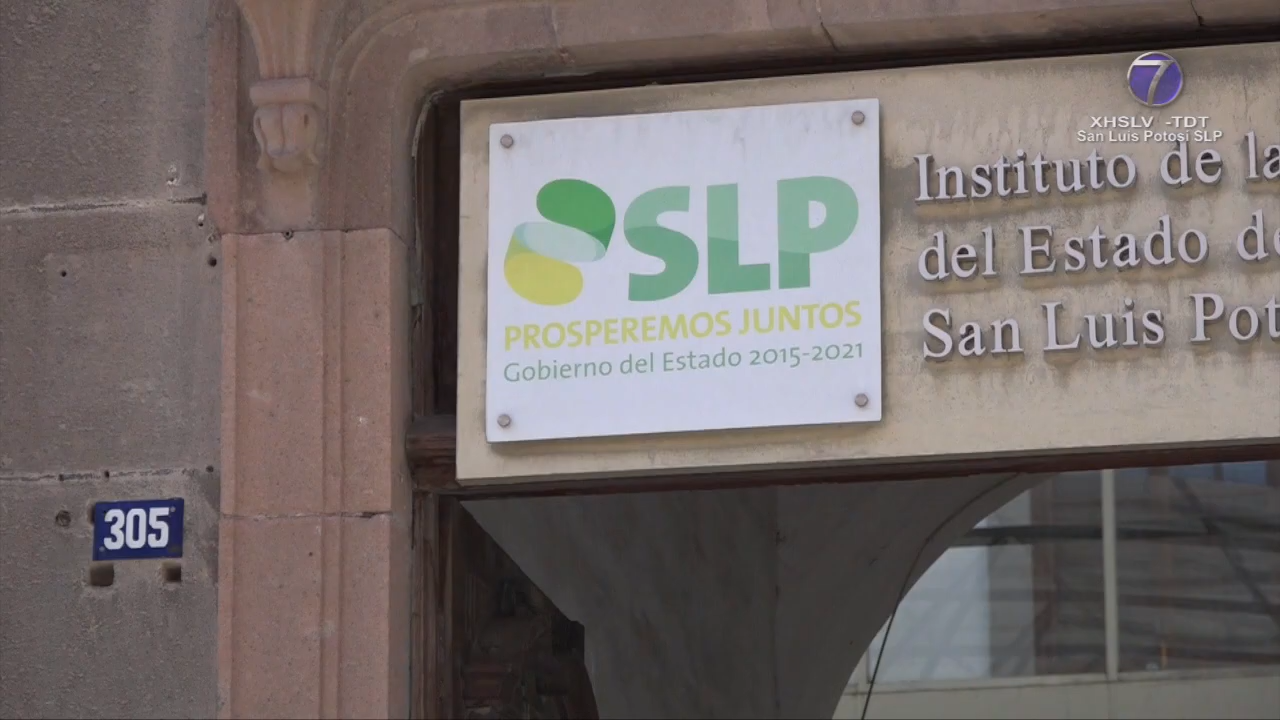 7
XHSLV -TDT
San Luis Potosí SLP
SLP
PROSPEREMOS JUNTOS
Gobierno del Estado 2015-2021
Instituto de la
del Estado de
San Luis Pot
305